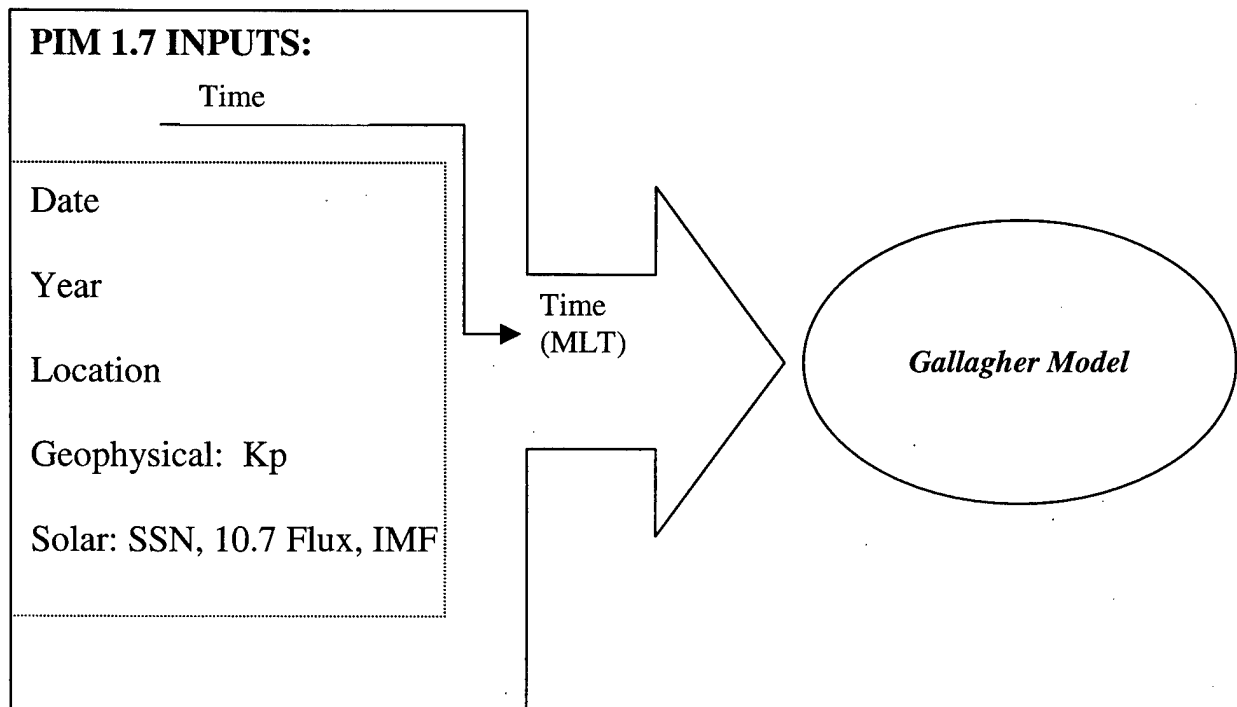 PIM 1.7 INPUTS:
Time
Date
Year
Location
Geophysical: Kp
Solar: SSN, 10.7 Flux, IMF
Time
(MLT)
Gallagher Model